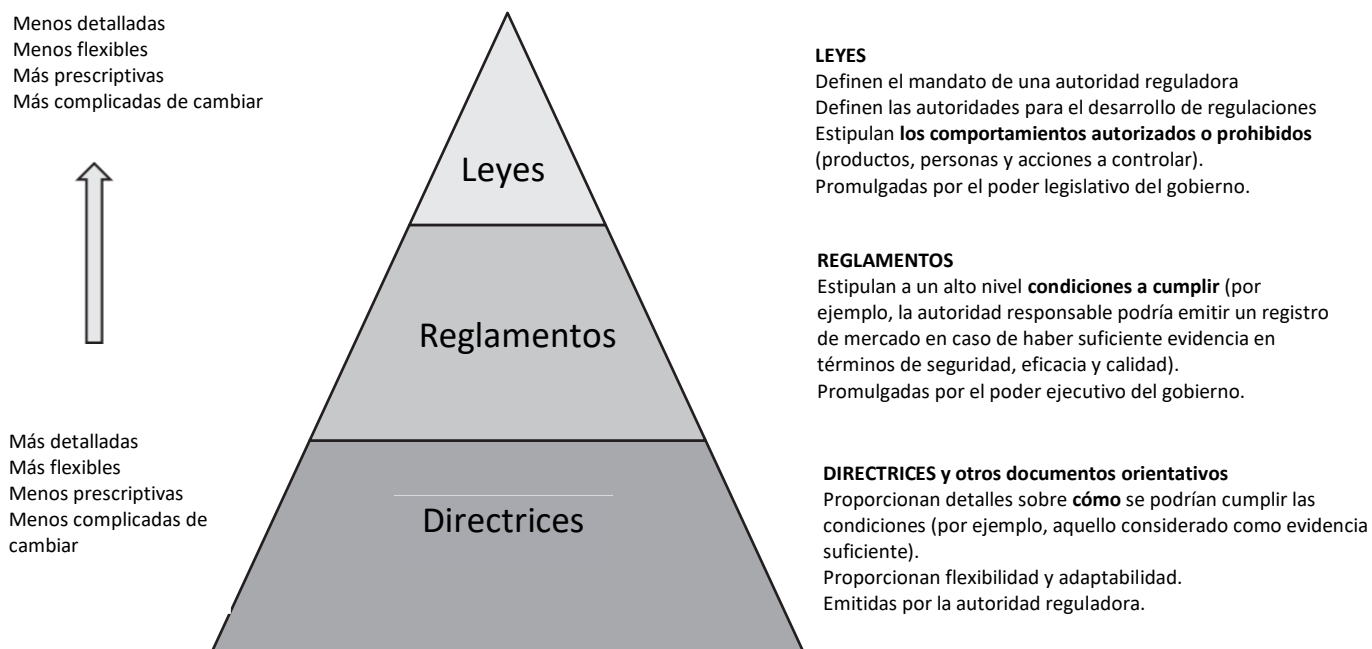 Menos detalladas
Menos flexibles
Más prescriptivas
Más complicadas de cambiar
Más detalladas
Más flexibles
Menos prescriptivas
Menos complicadas de
cambiar
Leyes
Reglamentos
Directrices
LEYES
Definen el mandato de una autoridad reguladora
Definen las autoridades para el desarrollo de regulaciones
Estipulan los comportamientos autorizados o prohibidos
(productos, personas y acciones a controlar).
Promulgadas por el poder legislativo del gobierno.
REGLAMENTOS
Estipulan a un alto nivel condiciones a cumplir (por
ejemplo, la autoridad responsable podría emitir un registro
de mercado en caso de haber suficiente evidencia en
términos de seguridad, eficacia y calidad).
Promulgadas por el poder ejecutivo del gobierno.
DIRECTRICES y otros documentos orientativos
Proporcionan detalles sobre cómo se podrían cumplir las
condiciones (por ejemplo, aquello considerado como evidencia
suficiente).
Proporcionan flexibilidad y adaptabilidad.
Emitidas por la autoridad reguladora.